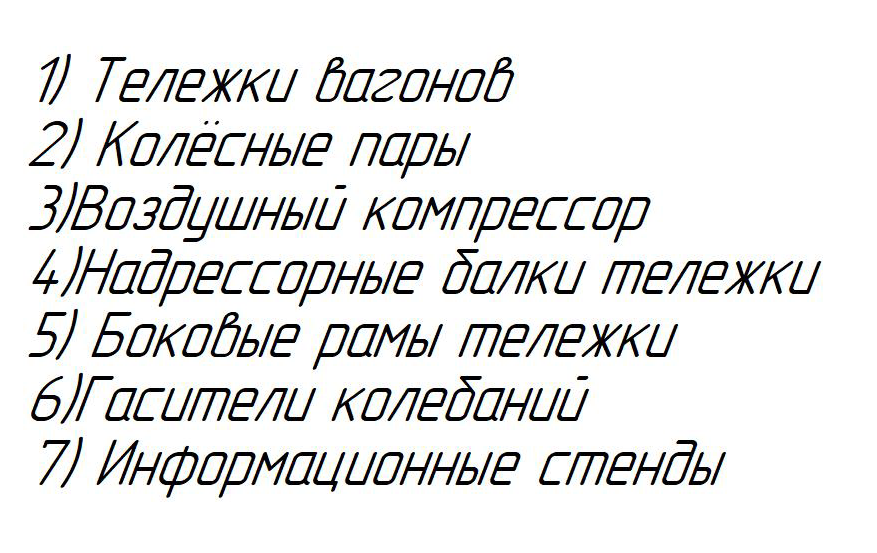 1) Тележки вагонов
2) Колёсные пары
3)Воздушный компрессор
4)Надрессорные балки тележки
5) Боковые рамы тележки
6)Гасители колебаний
7) Информационные стенды